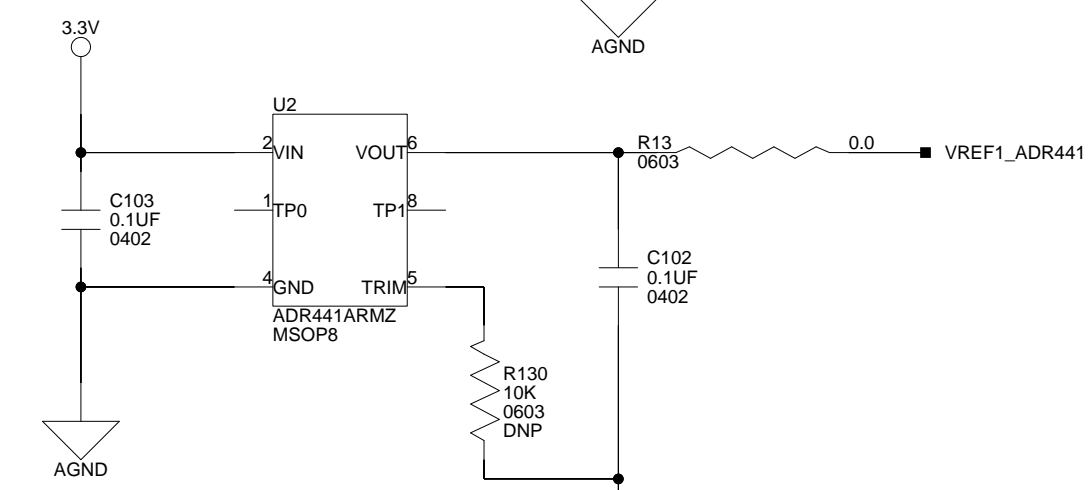 3.3V
AGND
U2
2
VIN
VOUT
6
R13
0603
0.0
VREF1_ADR441
C103
0.1UF
0402
1
TP0
TP1
8
C102
0.1UF
0402
4
GND
TRIM
5
ADR441ARMZ
MSOP8
R130
10K
0603
DNP
AGND